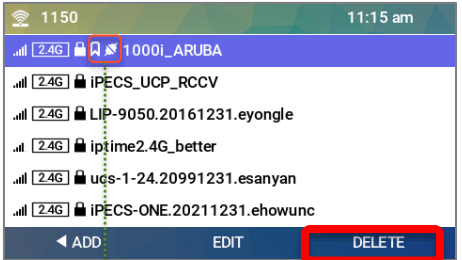 1150 11:15 am
2.4G 1000i_ARUBA
2.4G iPECS_UCP_RCCV
2.4G LIP-9050.20161231.eyongle
2.4G iptime2.4G_better
2.4G ucs-1-24.20991231.esanyan
2.4G iPECS-ONE.20211231.ehowunc
ADD EDIT DELETE